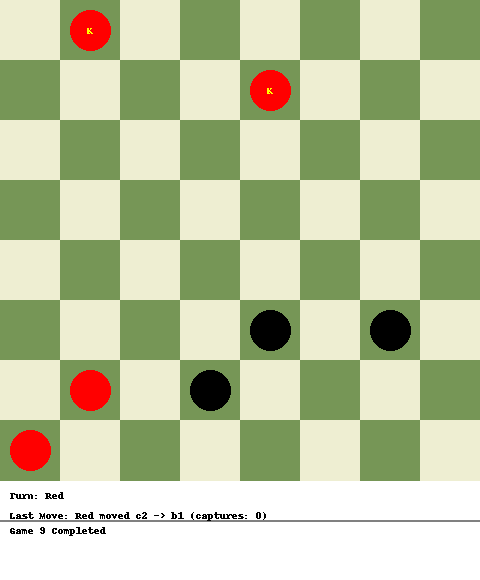 K
K
Turn: Red
Last Move: Red moved c2 -> b1 (captures: 0)
Game 9 Completed